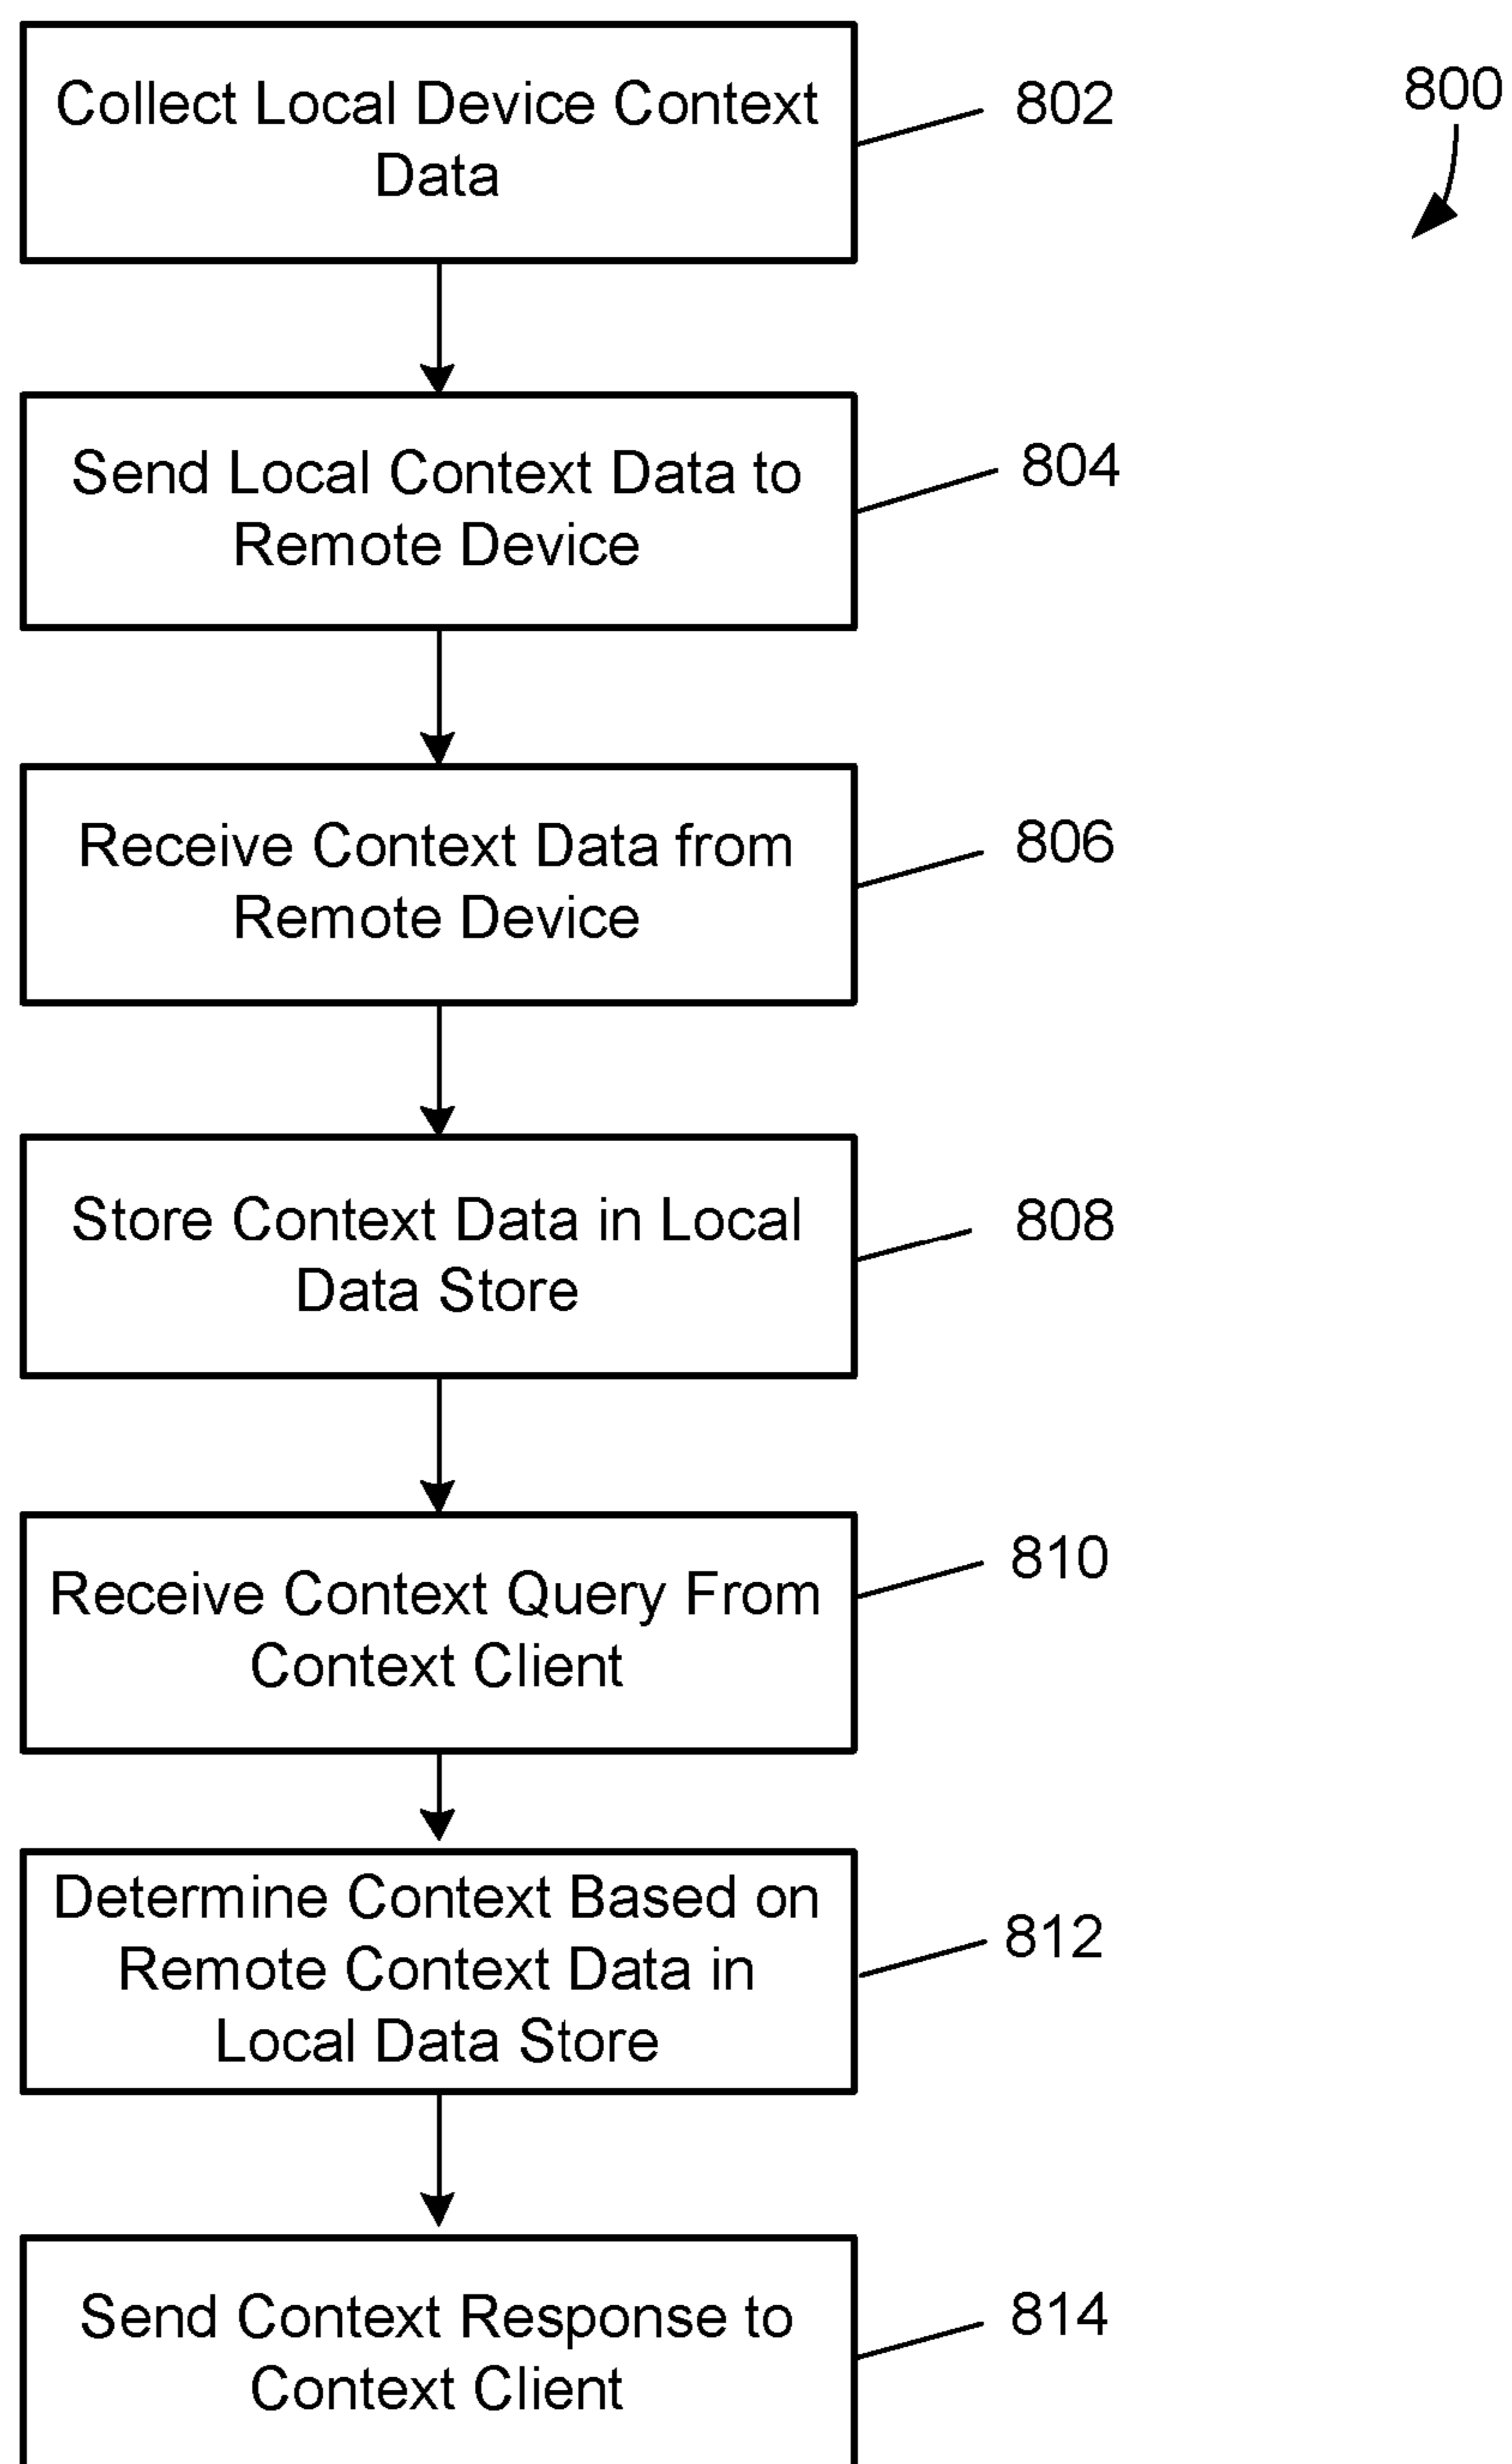 Collect Local Device Context
Data
802
800
Send Local Context Data to
Remote Device
804
Receive Context Data from
Remote Device
806
Store Context Data in Local
Data Store
808
Receive Context Query From
Context Client
810
Determine Context Based on
Remote Context Data in
Local Data Store
812
Send Context Response to
Context Client
814